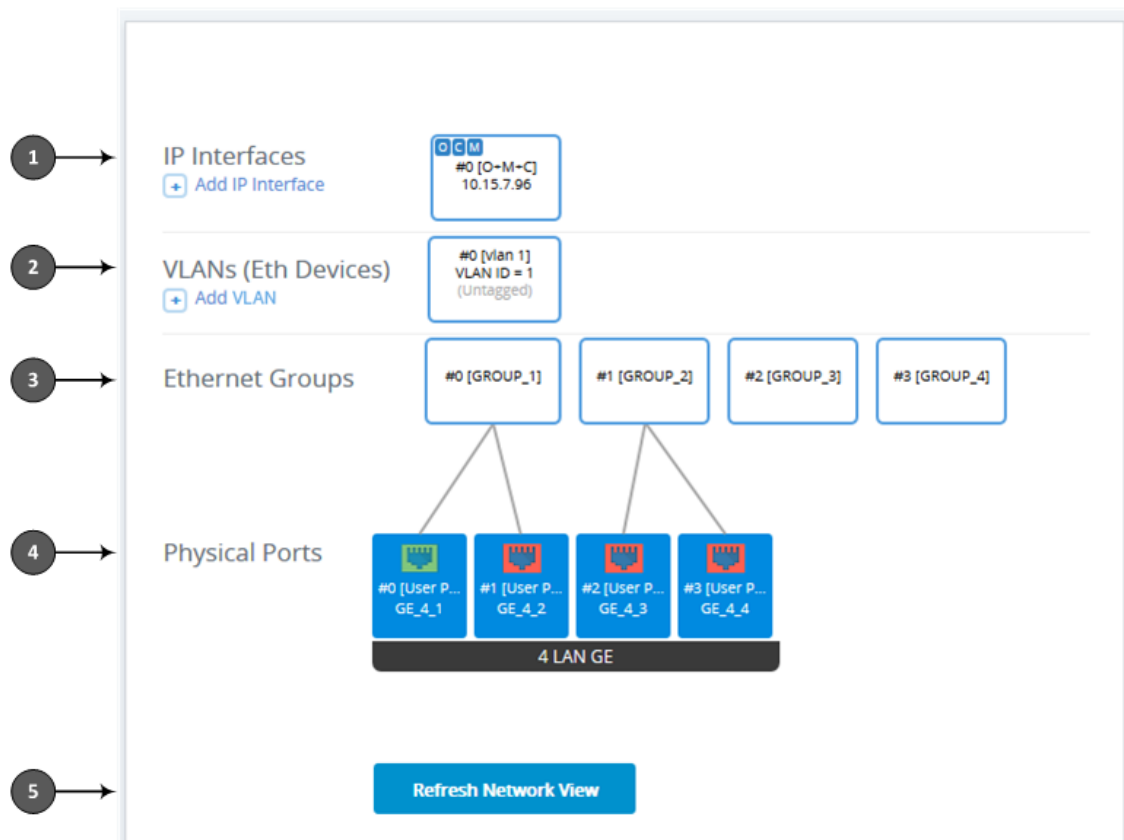 1
IP Interfaces
+ Add IP Interface
O C M
#0 [O+M+C]
10.15.7.96
2
VLANs (Eth Devices)
+ Add VLAN
#0 [vlan 1]
VLAN ID = 1
(Untagged)
3
Ethernet Groups
#0 [GROUP_1]
#1 [GROUP_2]
#2 [GROUP_3]
#3 [GROUP_4]
4
Physical Ports
#0 [User P...
GE_4_1
#1 [User P...
GE_4_2
#2 [User P...
GE_4_3
#3 [User P...
GE_4_4
4 LAN GE
5
Refresh Network View